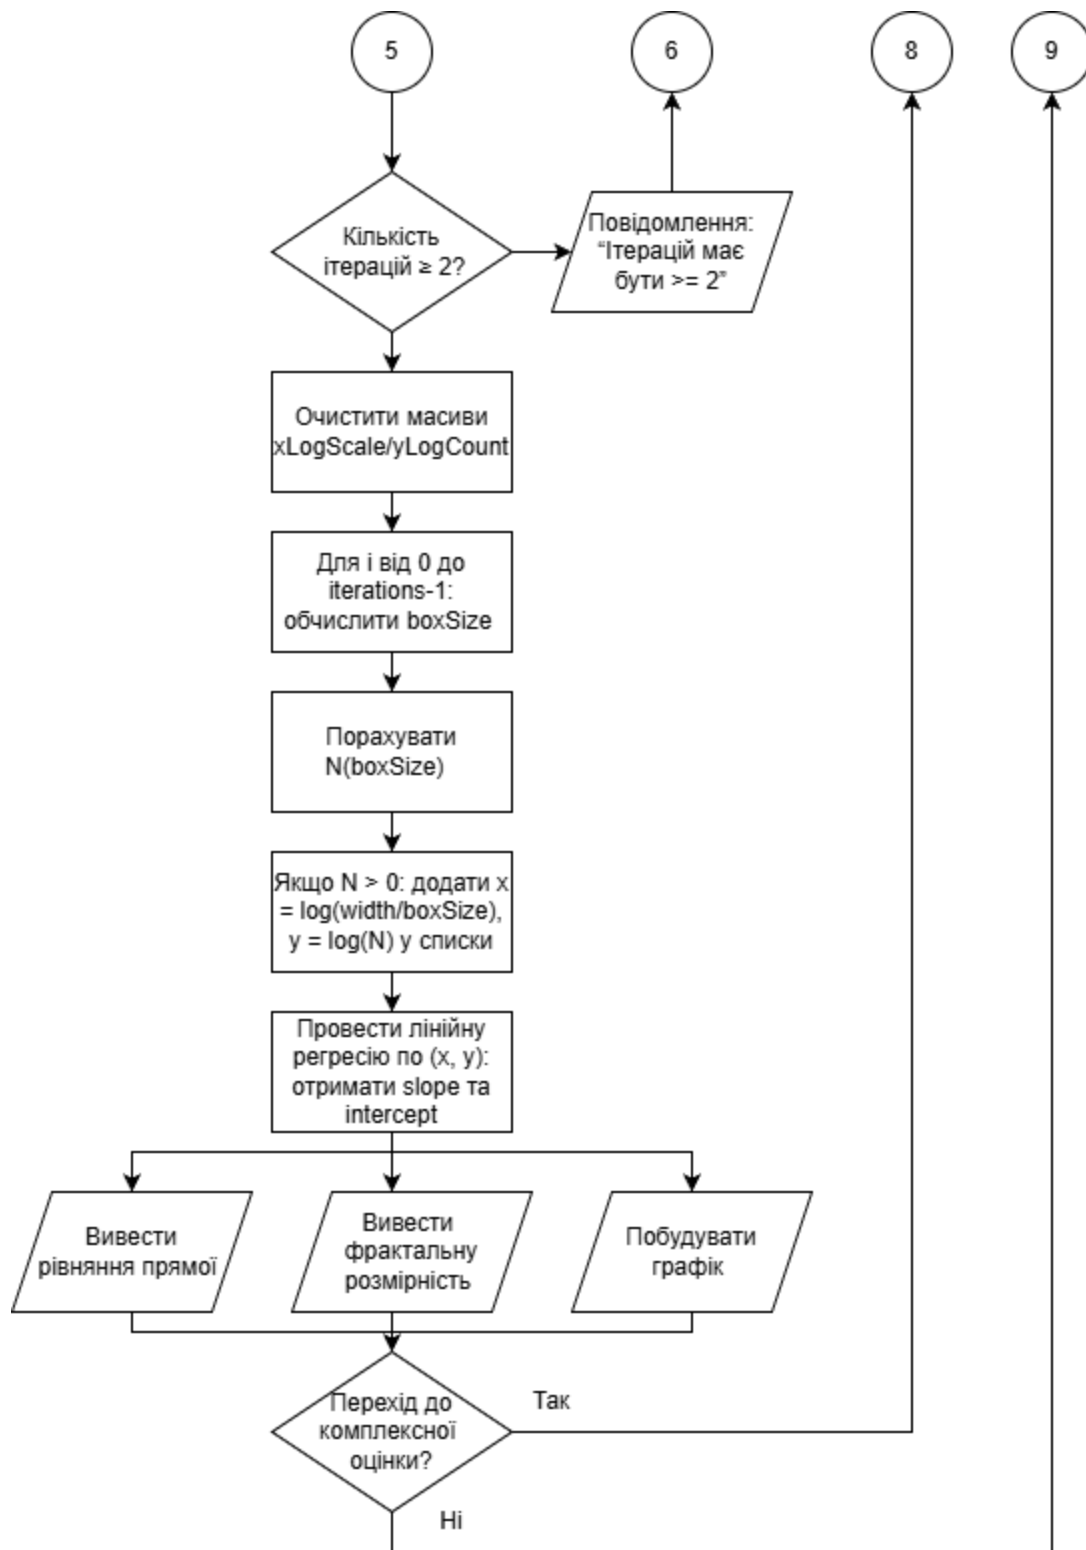 5
6
8
9
Кількість
ітерацій ≥ 2?
Повідомлення:
“Ітерацій має
бути >= 2”
Очистити масиви
xLogScale/yLogCount
Для і від 0 до
iterations-1:
обчислити boxSize
Порахувати
N(boxSize)
Якщо N > 0: додати x
= log(width/boxSize),
y = log(N) у списки
Провести лінійну
регресію по (x, y):
отримати slope та
intercept
Вивести
рівняння прямої
Вивести
фрактальну
розмірність
Побудувати
графік
Перехід до
комплексної
оцінки?
Так
Ні